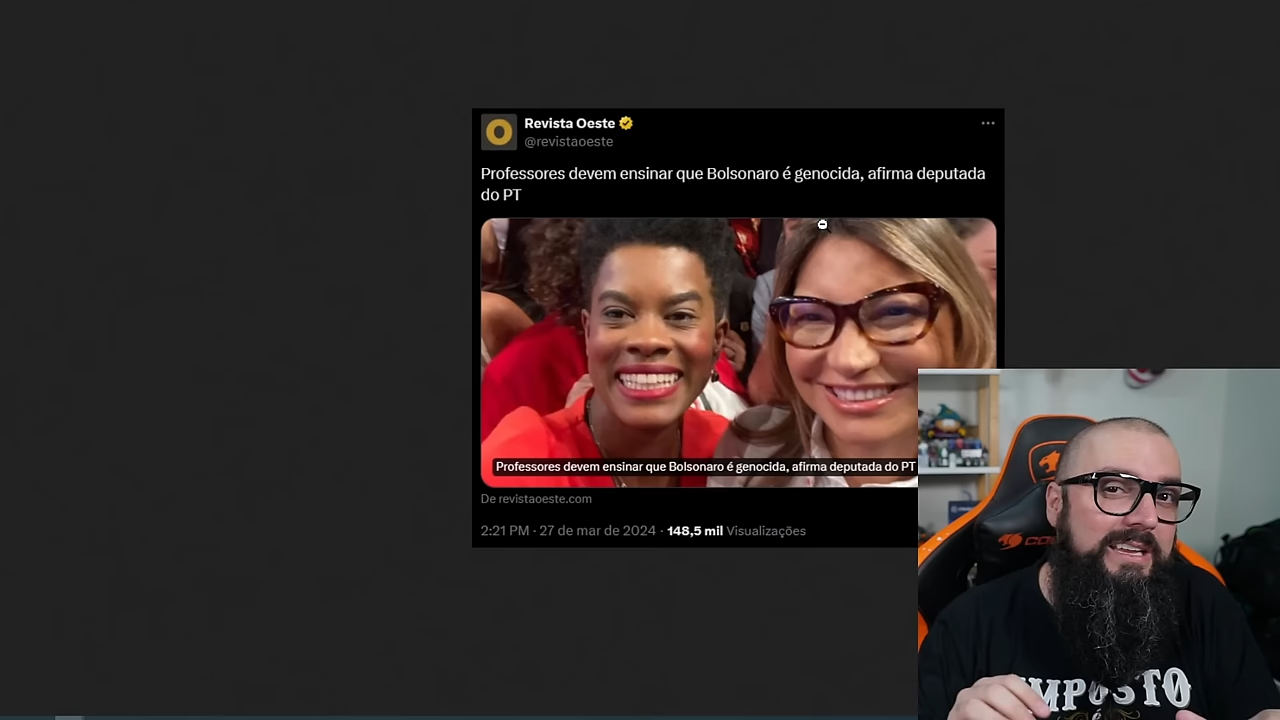 Revista Oeste
@revistaoeste
Professores devem ensinar que Bolsonaro é genocida, afirma deputada
do PT
Professores devem ensinar que Bolsonaro é genocida, afirma deputada do PT
De revistaoeste.com
2:21 PM · 27 de mar de 2024 · 148,5 mil Visualizações
IMPOSTO
É